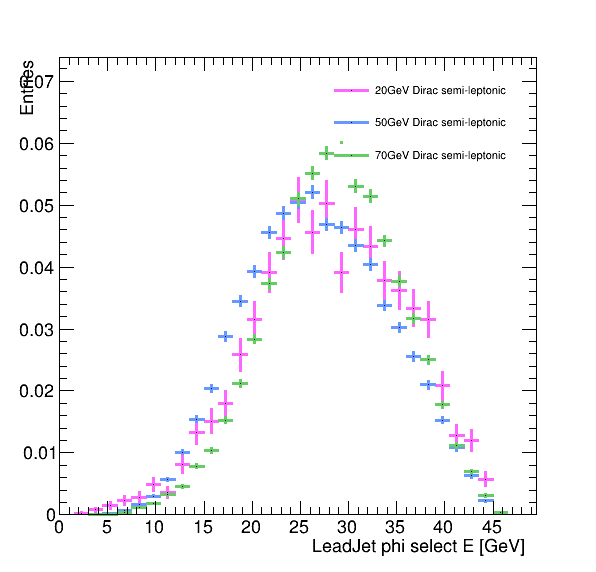 Entries
0.07
0.06
0.05
0.04
0.03
0.02
0.01
0
20GeV Dirac semi-leptonic
50GeV Dirac semi-leptonic
70GeV Dirac semi-leptonic
0 5 10 15 20 25 30 35 40 45
LeadJet phi select E [GeV]